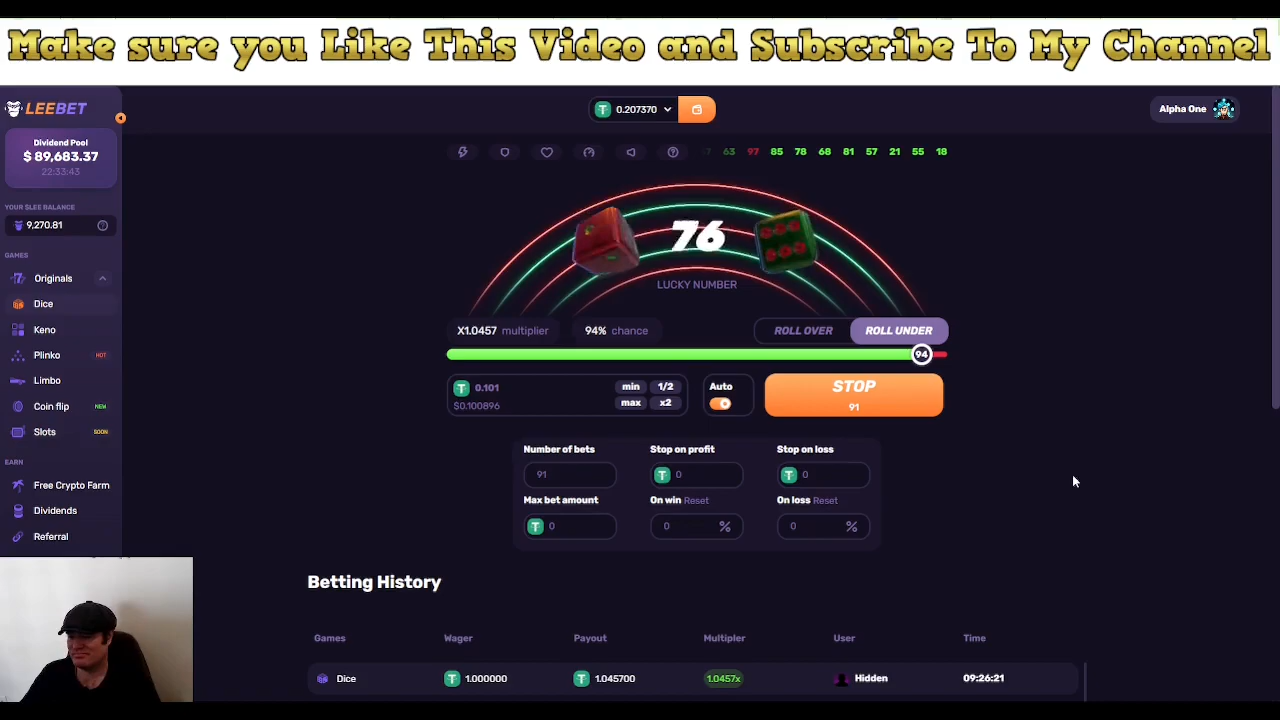 Make sure you Like This Video and Subscribe To My Channel
LEEBET
0.207370
Alpha One
Dividend Pool
$ 89,683.37
22:33:43
63 97 85 78 68 81 57 21 55 18
YOUR SLEE BALANCE
9,270.81
76
LUCKY NUMBER
GAMES
Originals
Dice
Keno
Plinko HOT
Limbo
Coin flip NEW
Slots SOON
EARN
Free Crypto Farm
Dividends
Referral
X1.0457 multiplier 94% chance ROLL OVER ROLL UNDER
94
0.101 min 1/2 Auto STOP
$0.100896 max x2 91
Number of bets Stop on profit Stop on loss
91 0 0
Max bet amount On win Reset On loss Reset
0 0 % 0 %
Betting History
Games Wager Payout Multipler User Time
Dice 1.000000 1.045700 1.0457x Hidden 09:26:21